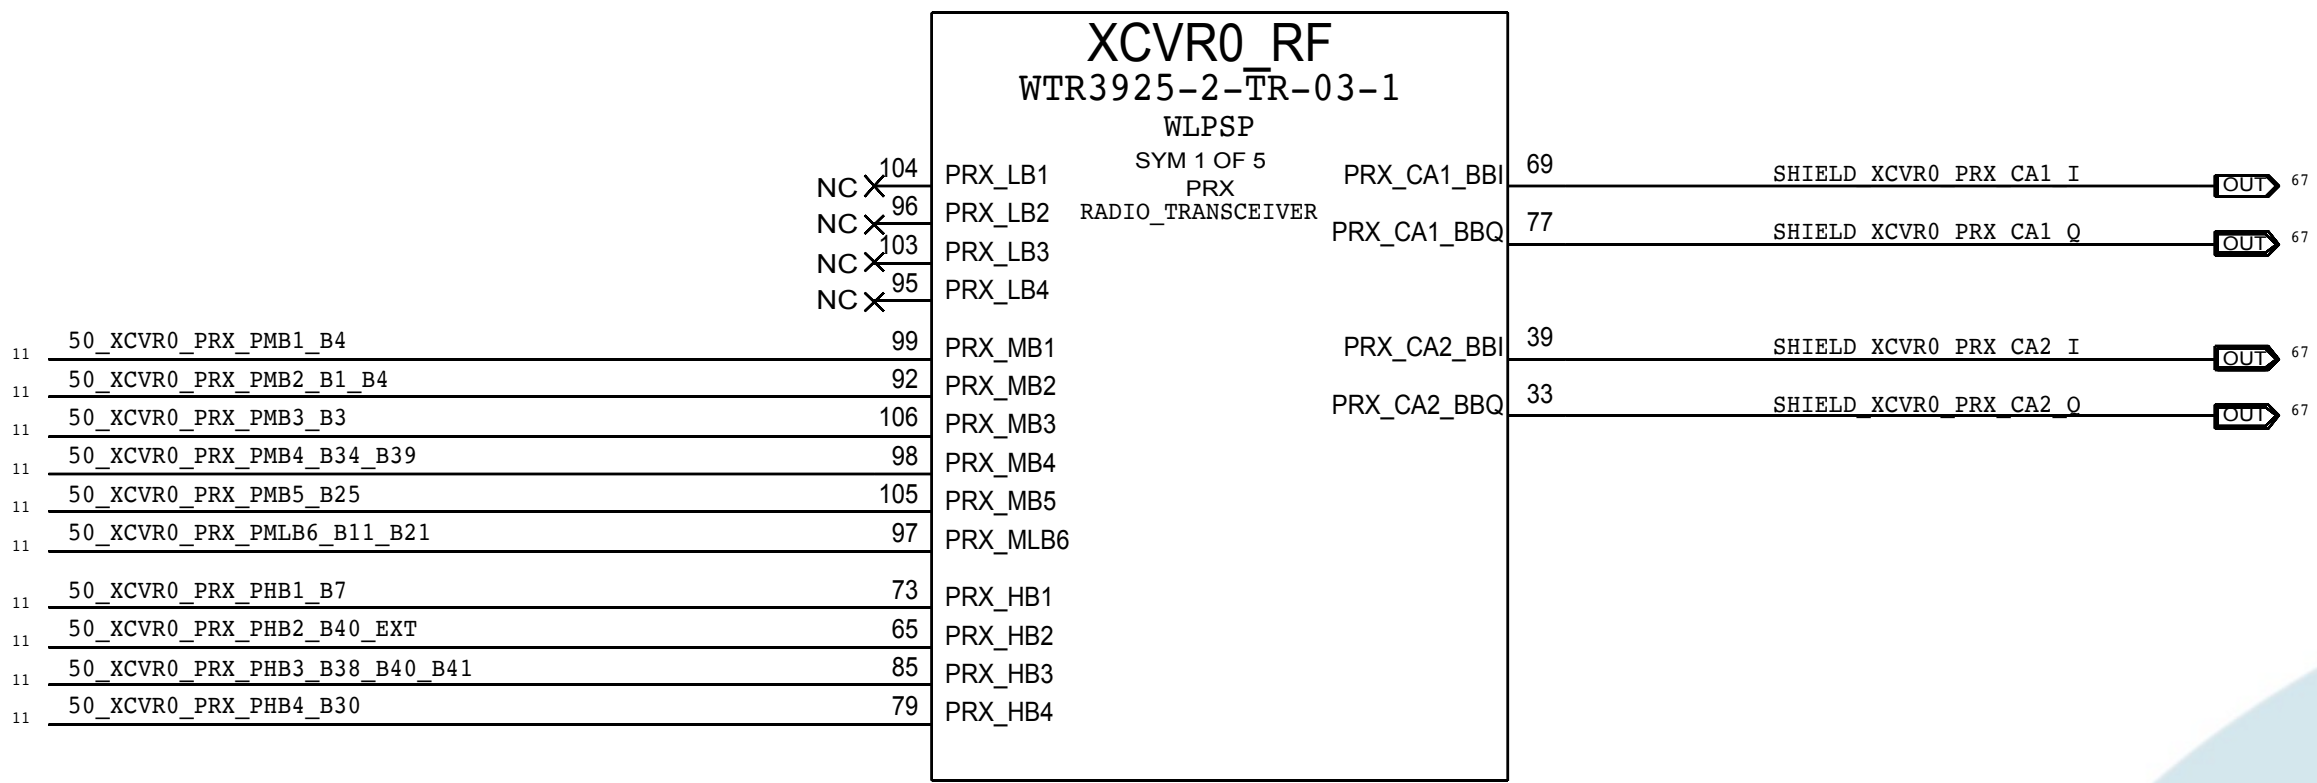 XCVR0_RF
WTR3925-2-TR-03-1
WLPSP
SYM 1 OF 5
PRX
RADIO_TRANSCEIVER
NC 104 PRX_LB1
NC 96 PRX_LB2
NC 103 PRX_LB3
NC 95 PRX_LB4
11 50_XCVR0_PRX_PMB1_B4 99 PRX_MB1
11 50_XCVR0_PRX_PMB2_B1_B4 92 PRX_MB2
11 50_XCVR0_PRX_PMB3_B3 106 PRX_MB3
11 50_XCVR0_PRX_PMB4_B34_B39 98 PRX_MB4
11 50_XCVR0_PRX_PMB5_B25 105 PRX_MB5
11 50_XCVR0_PRX_PMLB6_B11_B21 97 PRX_MLB6
11 50_XCVR0_PRX_PHB1_B7 73 PRX_HB1
11 50_XCVR0_PRX_PHB2_B40_EXT 65 PRX_HB2
11 50_XCVR0_PRX_PHB3_B38_B40_B41 85 PRX_HB3
11 50_XCVR0_PRX_PHB4_B30 79 PRX_HB4
PRX_CA1_BBI 69 SHIELD_XCVR0_PRX_CA1_I OUT 67
PRX_CA1_BBQ 77 SHIELD_XCVR0_PRX_CA1_Q OUT 67
PRX_CA2_BBI 39 SHIELD_XCVR0_PRX_CA2_I OUT 67
PRX_CA2_BBQ 33 SHIELD_XCVR0_PRX_CA2_Q OUT 67